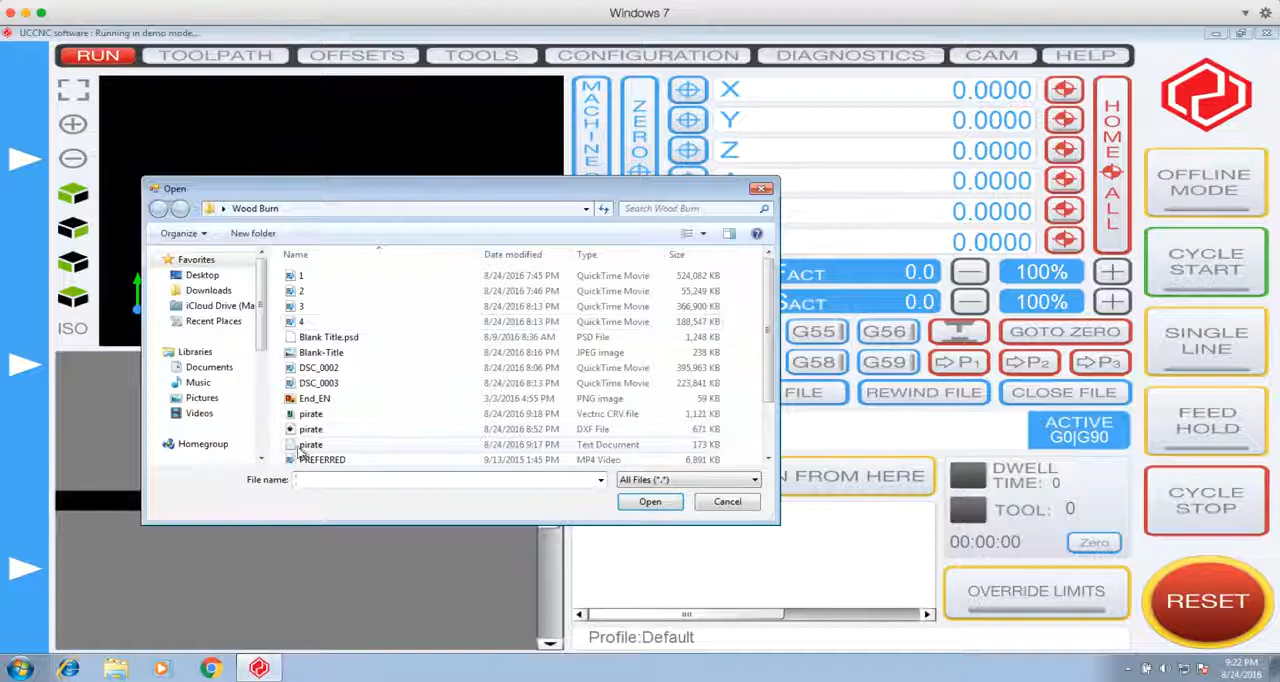 Windows 7
UCCNC software : Running in demo mode,...
RUN TOOLPATH OFFSETS TOOLS CONFIGURATION DIAGNOSTICS CAM HELP
MACHINE
ZERO
X 0.0000
Y 0.0000
Z 0.0000
0.0000
0.0000
0.0000
HOME ALL
OFFLINE MODE
CYCLE START
SINGLE LINE
FEED HOLD
CYCLE STOP
RESET
ISO
Open
Wood Burn
Search Wood Burn
Organize New folder
Favorites
Desktop
Downloads
iCloud Drive (Ma
Recent Places
Libraries
Documents
Music
Pictures
Videos
Homegroup
Name Date modified Type Size
1 8/24/2016 7:45 PM QuickTime Movie 524,082 KB
2 8/24/2016 7:46 PM QuickTime Movie 55,249 KB
3 8/24/2016 8:13 PM QuickTime Movie 366,900 KB
4 8/24/2016 8:13 PM QuickTime Movie 188,547 KB
Blank Title.psd 8/9/2016 8:36 AM PSD File 1,248 KB
Blank-Title 8/24/2016 8:16 PM JPEG image 238 KB
DSC_0002 8/24/2016 8:06 PM QuickTime Movie 395,963 KB
DSC_0003 8/24/2016 8:13 PM QuickTime Movie 223,841 KB
End_EN 3/3/2016 4:55 PM PNG image 59 KB
pirate 8/24/2016 9:18 PM Vectric CRV.file 1,121 KB
pirate 8/24/2016 8:52 PM DXF File 671 KB
pirate 8/24/2016 9:17 PM Text Document 173 KB
PREFERRED 9/13/2015 1:45 PM MP4 Video 6,891 KB
File name: All Files (*.*)
Open Cancel
FACT 0.0 100%
SACT 0.0 100%
G55 G56 GOTO ZERO
G58 G59 P1 P2 P3
FILE REWIND FILE CLOSE FILE
ACTIVE
G0|G90
N FROM HERE
DWELL
TIME: 0
TOOL: 0
00:00:00 Zero
OVERRIDE LIMITS
Profile:Default
9:22 PM
8/24/2016